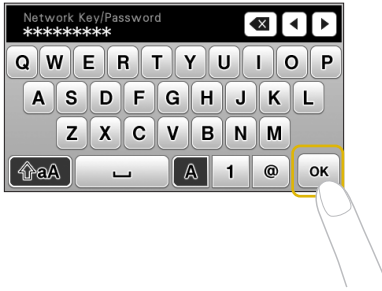 Network Key/Password
*********
Q W E R T Y U I O P
A S D F G H J K L
Z X C V B N M
aA A 1 @ OK